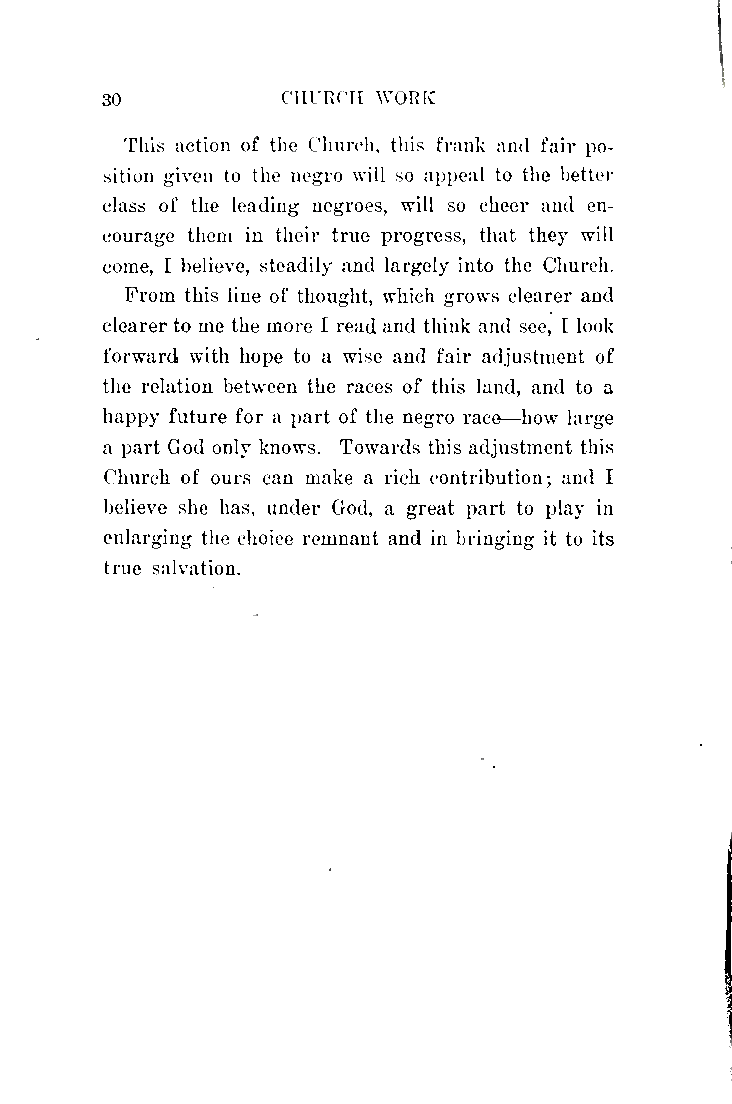 30 CHURCH WORK
This action of the Church, this frank and fair po-
sition given to the negro will so appeal to the better
class of the leading negroes, will so cheer and en-
courage them in their true progress, that they will
come, I believe, steadily and largely into the Church.
From this line of thought, which grows clearer and
clearer to me the more I read and think and see, I look
forward with hope to a wise and fair adjustment of
the relation between the races of this land, and to a
happy future for a part of the negro race—how large
a part God only knows. Towards this adjustment this
Church of ours can make a rich contribution; and I
believe she has, under God, a great part to play in
enlarging the choice remnant and in bringing it to its
true salvation.